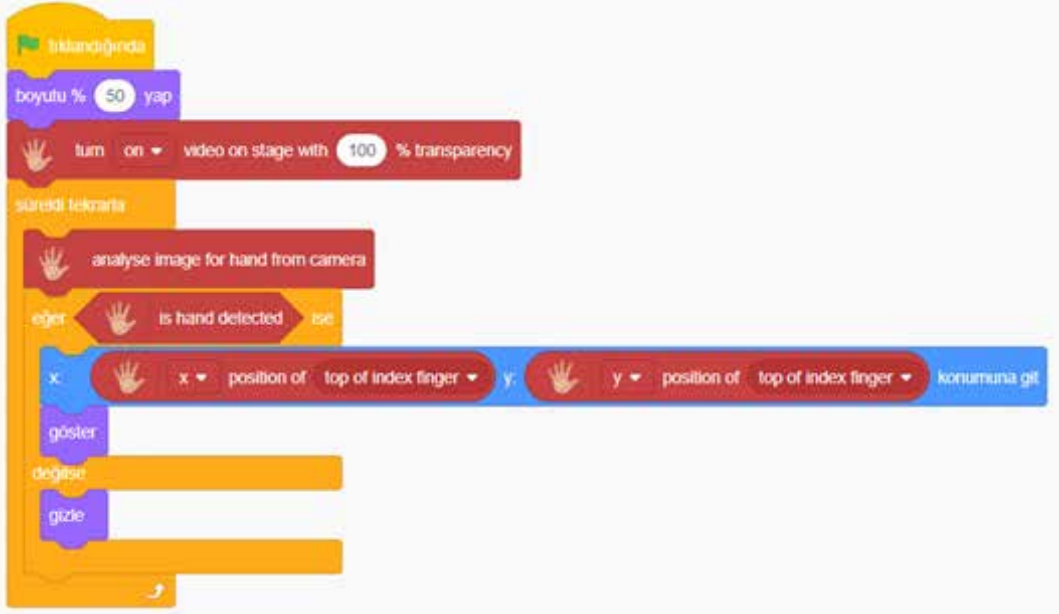 tıklandığında
boyutu % 50 yap
turn on video on stage with 100 % transparency
sürekli tekrarla
analyse image for hand from camera
eğer is hand detected ise
x: x position of top of index finger y: y position of top of index finger konumuna git
göster
değilse
gizle